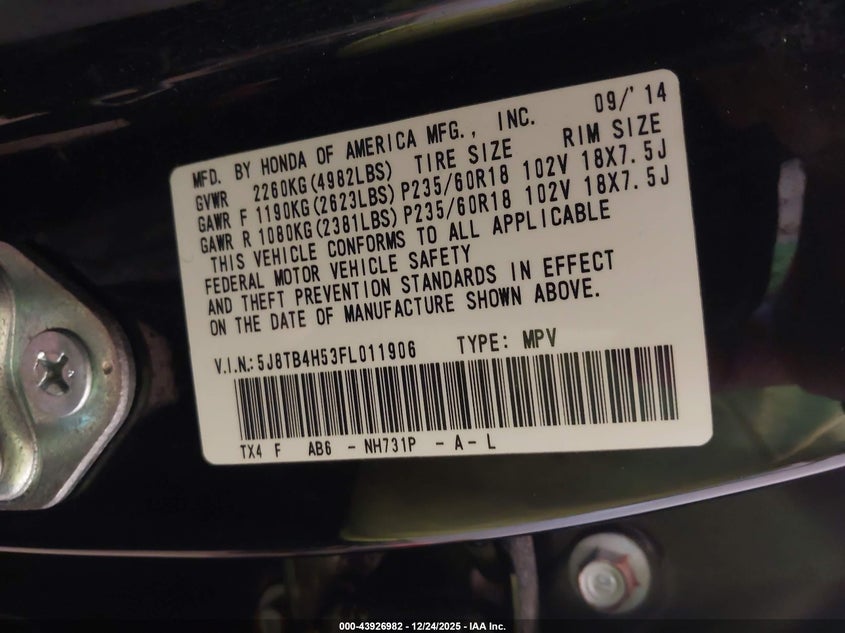 MFD. BY HONDA OF AMERICA MFG., INC. 09/'14
GVWR 2260KG(4982LBS) TIRE SIZE RIM SIZE
GAWR F 1190KG(2623LBS) P235/60R18 102V 18X7.5J
GAWR R 1080KG(2381LBS) P235/60R18 102V 18X7.5J
THIS VEHICLE CONFORMS TO ALL APPLICABLE
FEDERAL MOTOR VEHICLE SAFETY
AND THEFT PREVENTION STANDARDS IN EFFECT
ON THE DATE OF MANUFACTURE SHOWN ABOVE.
V.I.N.: 5J8TB4H53FL011906 TYPE: MPV
TX4 F AB6 - NH731P - A - L
000-43926982 - 12/24/2025 - IAA Inc.